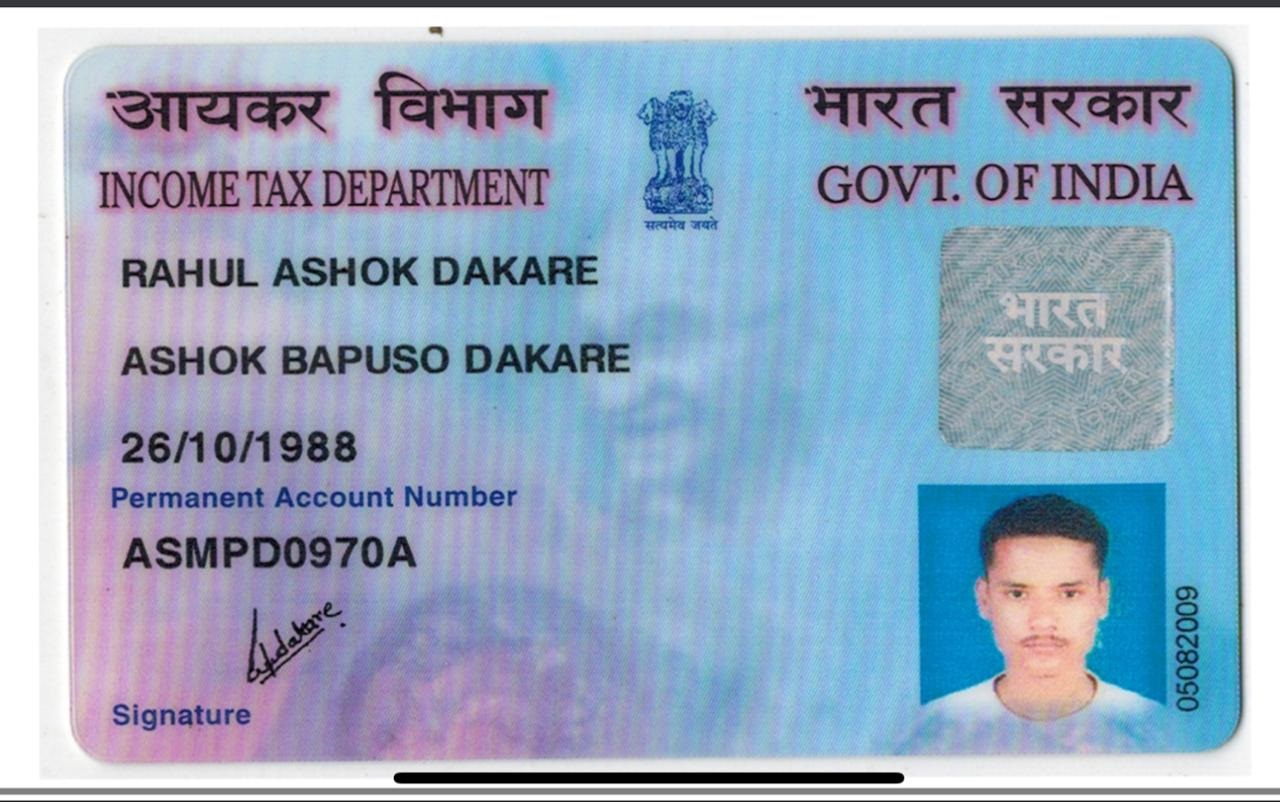 आयकर विभाग
INCOME TAX DEPARTMENT
सत्यमेव जयते
भारत सरकार
GOVT. OF INDIA
RAHUL ASHOK DAKARE
ASHOK BAPUSO DAKARE
26/10/1988
Permanent Account Number
ASMPD0970A
Signature
भारत
सरकार
05082009